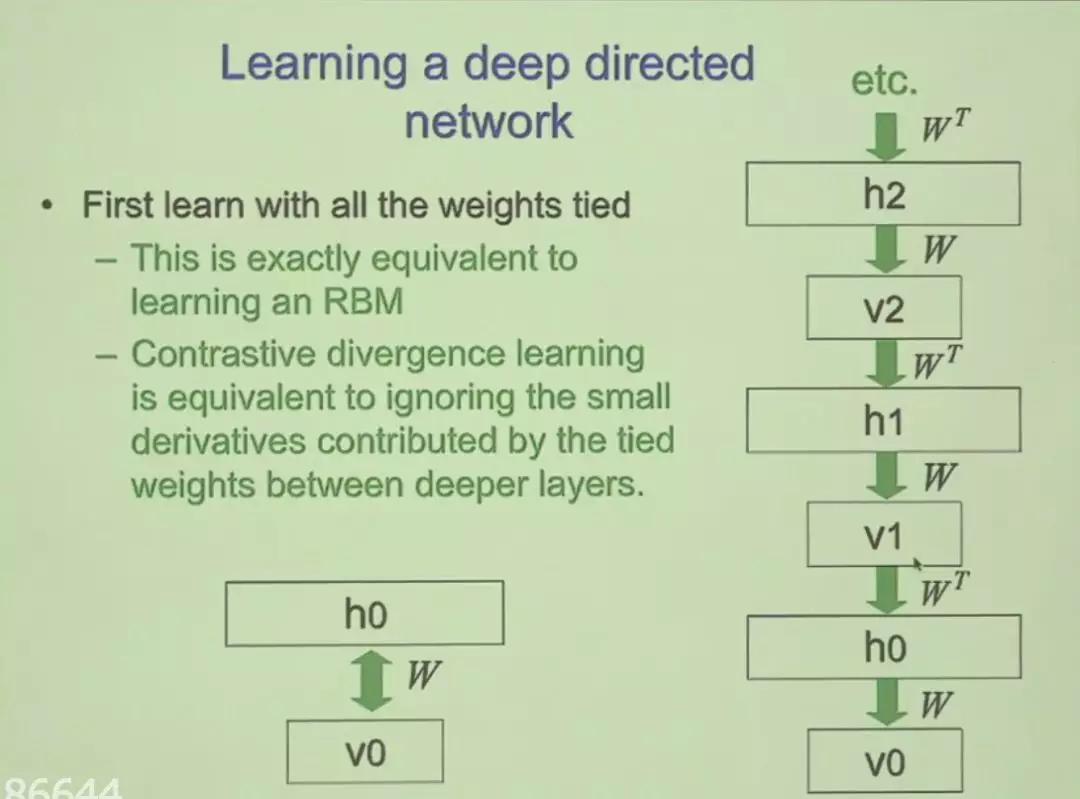 Learning a deep directed
network
• First learn with all the weights tied
– This is exactly equivalent to
learning an RBM
– Contrastive divergence learning
is equivalent to ignoring the small
derivatives contributed by the tied
weights between deeper layers.
h0
W
v0
etc.
W^T
h2
W
v2
W^T
h1
W
v1
W^T
h0
W
v0
86644